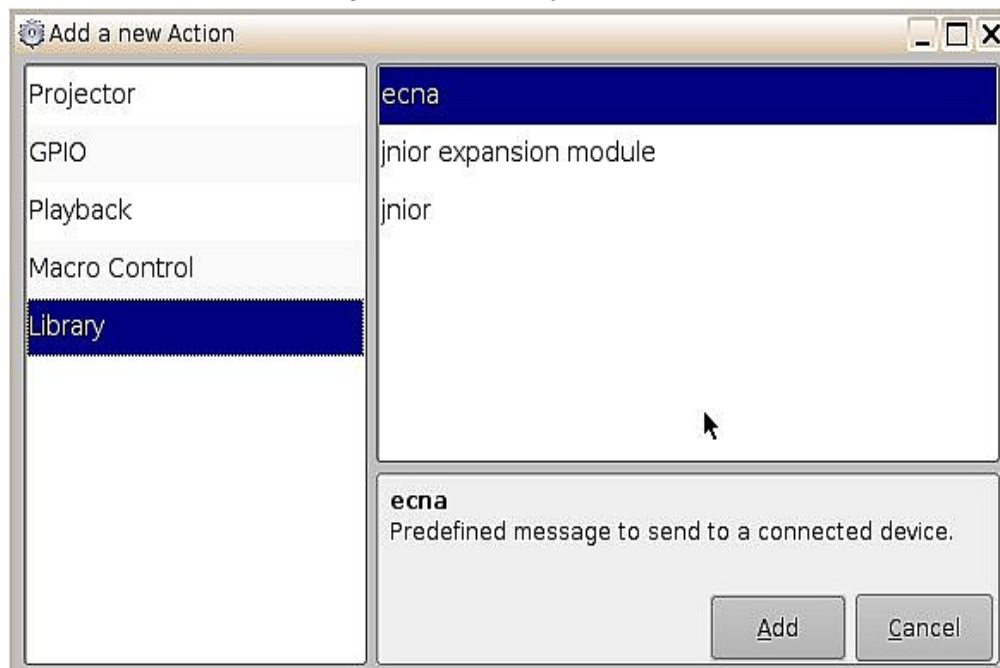 Add a new Action
Projector
GPIO
Playback
Macro Control
Library
ecna
jnior expansion module
jnior
ecna
Predefined message to send to a connected device.
Add
Cancel